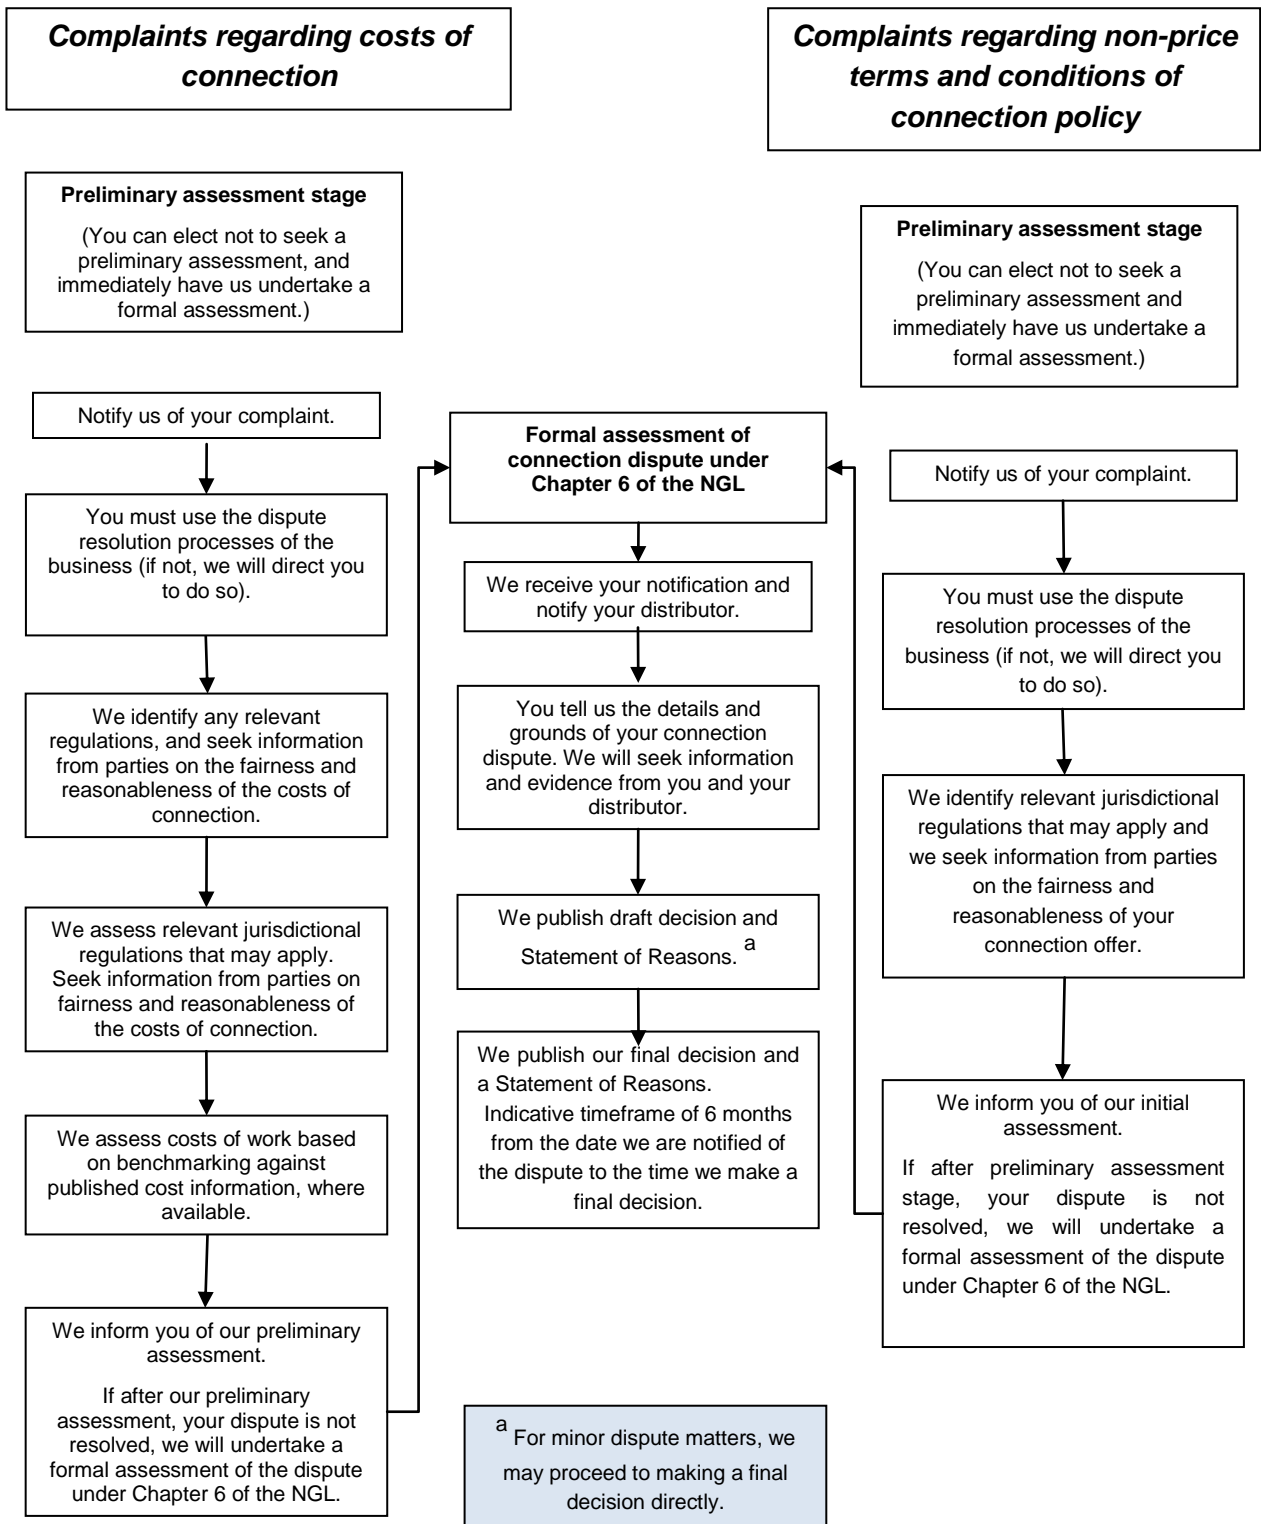 Complaints regarding costs of
connection
Complaints regarding non-price
terms and conditions of
connection policy
Preliminary assessment stage
(You can elect not to seek a
preliminary assessment, and
immediately have us undertake a
formal assessment.)
Notify us of your complaint.
You must use the dispute
resolution processes of the
business (if not, we will direct you
to do so).
We identify any relevant
regulations, and seek information
from parties on the fairness and
reasonableness of the costs of
connection.
We assess relevant jurisdictional
regulations that may apply.
Seek information from parties on
fairness and reasonableness of
the costs of connection.
We assess costs of work based
on benchmarking against
published cost information, where
available.
We inform you of our preliminary
assessment.
If after our preliminary
assessment, your dispute is not
resolved, we will undertake a
formal assessment of the dispute
under Chapter 6 of the NGL.
Formal assessment of
connection dispute under
Chapter 6 of the NGL
We receive your notification and
notify your distributor.
You tell us the details and
grounds of your connection
dispute. We will seek information
and evidence from you and your
distributor.
We publish draft decision and
Statement of Reasons. a
We publish our final decision and
a Statement of Reasons.
Indicative timeframe of 6 months
from the date we are notified of
the dispute to the time we make a
final decision.
a For minor dispute matters, we
may proceed to making a final
decision directly.
Preliminary assessment stage
(You can elect not to seek a
preliminary assessment and
immediately have us undertake a
formal assessment.)
Notify us of your complaint.
You must use the dispute
resolution processes of the
business (if not, we will direct you
to do so).
We identify relevant jurisdictional
regulations that may apply and
we seek information from parties
on the fairness and
reasonableness of your
connection offer.
We inform you of our initial
assessment.
If after preliminary assessment
stage, your dispute is not
resolved, we will undertake a
formal assessment of the dispute
under Chapter 6 of the NGL.